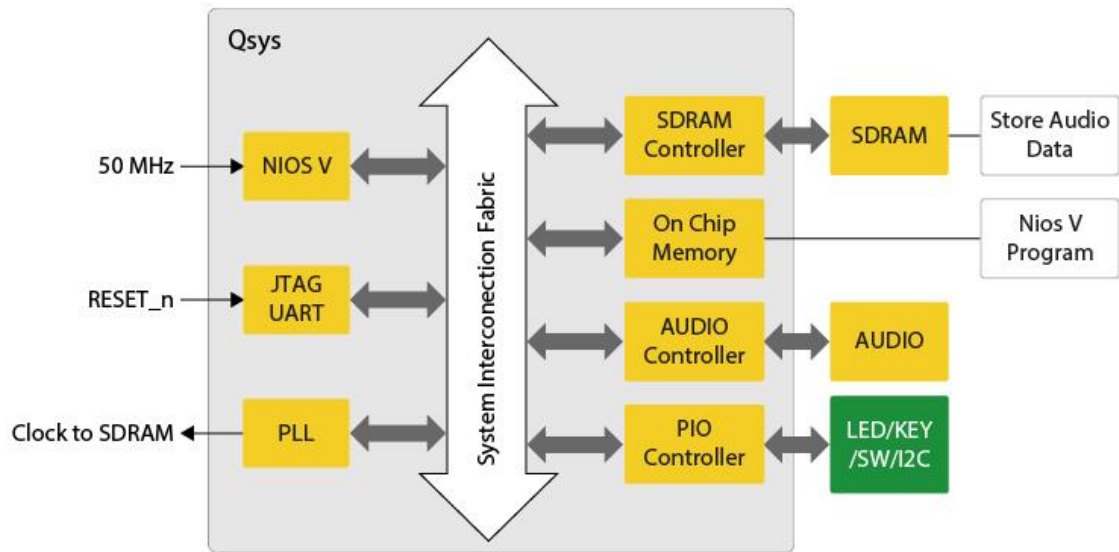 Qsys
50 MHz
NIOS V
RESET_n
JTAG
UART
Clock to SDRAM
PLL
System Interconnection Fabric
SDRAM
Controller
SDRAM
Store Audio
Data
On Chip
Memory
Nios V
Program
AUDIO
Controller
AUDIO
PIO
Controller
LED/KEY
/SW/I2C